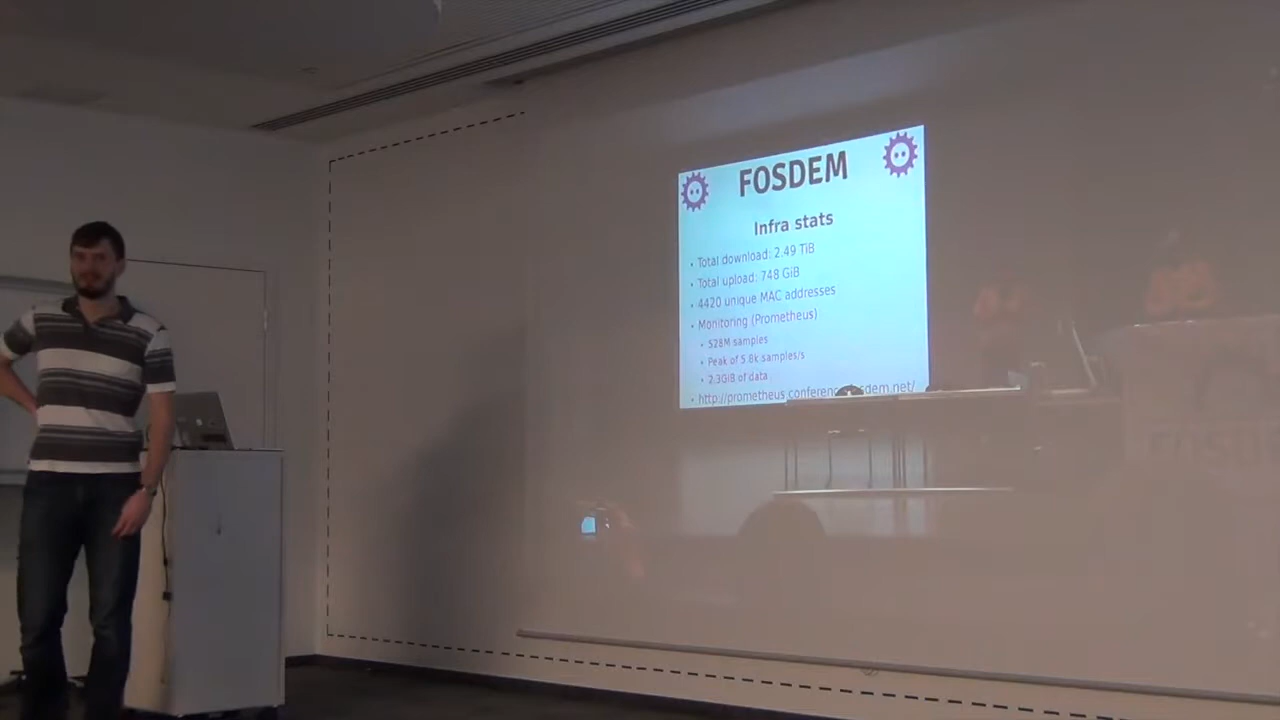 FOSDEM
Infra stats
• Total download: 2.49 TiB
• Total upload: 748 GiB
• 4420 unique MAC addresses
• Monitoring (Prometheus)
• 528M samples
• Peak of 5.8k samples/s
• 2.3GiB of data